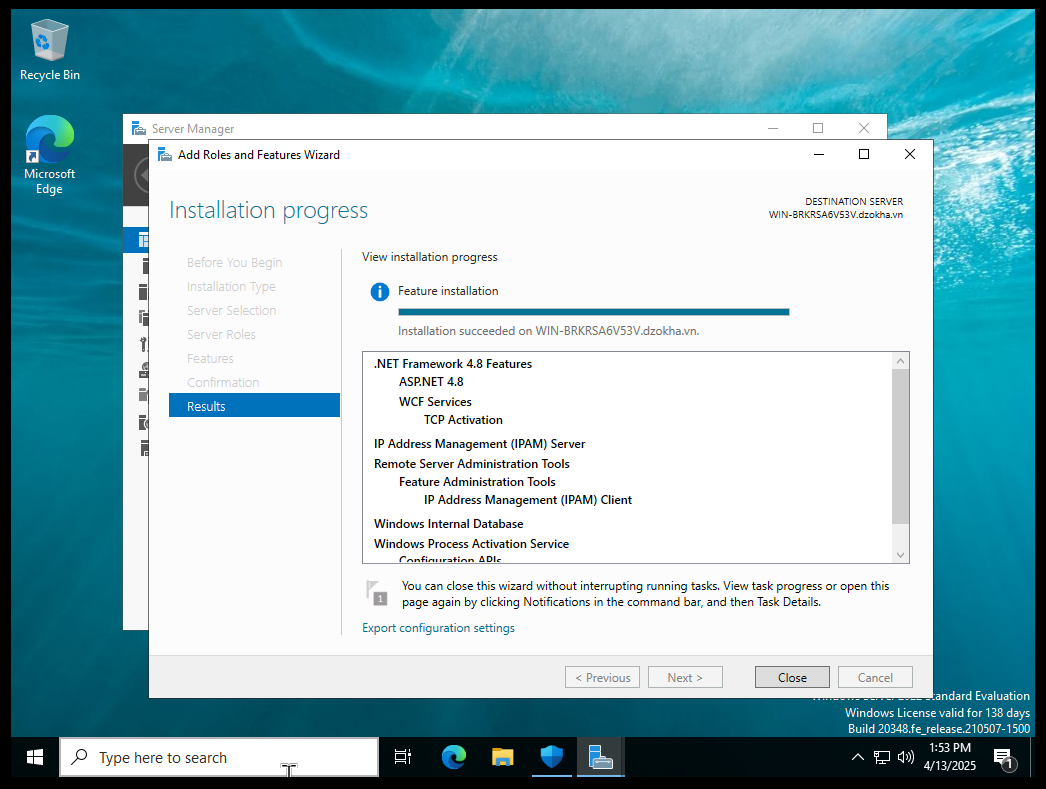 Recycle Bin
Microsoft
Edge
Server Manager
Add Roles and Features Wizard
Installation progress
DESTINATION SERVER
WIN-BRKRSA6V53V.dzokha.vn
Before You Begin
Installation Type
Server Selection
Server Roles
Features
Confirmation
Results
View installation progress
Feature installation
Installation succeeded on WIN-BRKRSA6V53V.dzokha.vn.
.NET Framework 4.8 Features
ASP.NET 4.8
WCF Services
TCP Activation
IP Address Management (IPAM) Server
Remote Server Administration Tools
Feature Administration Tools
IP Address Management (IPAM) Client
Windows Internal Database
Windows Process Activation Service
Configuration APIs
1
You can close this wizard without interrupting running tasks. View task progress or open this
page again by clicking Notifications in the command bar, and then Task Details.
Export configuration settings
< Previous
Next >
Close
Cancel
Windows Server 2022 Standard Evaluation
Windows License valid for 138 days
Build 20348.fe_release.210507-1500
Type here to search
1:53 PM
4/13/2025
1